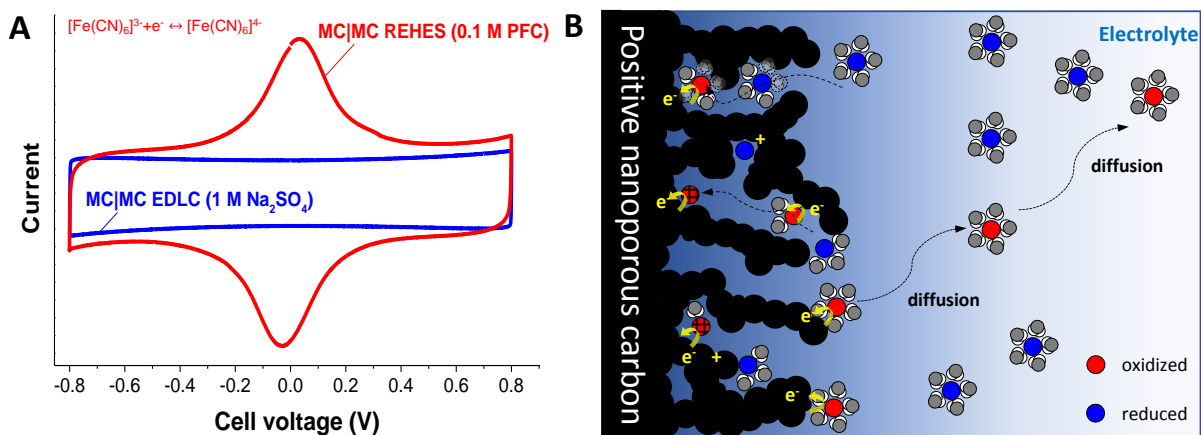 A
[Fe(CN)₆]³⁻+e⁻ ↔ [Fe(CN)₆]⁴⁻
MC|MC REHES (0.1 M PFC)
MC|MC EDLC (1 M Na₂SO₄)
Current
-0.8 -0.6 -0.4 -0.2 0.0 0.2 0.4 0.6 0.8
Cell voltage (V)
B
Positive nanoporous carbon
Electrolyte
e⁻
+
diffusion
e⁻
e⁻
diffusion
e⁻
e⁻
+
e⁻
oxidized
reduced